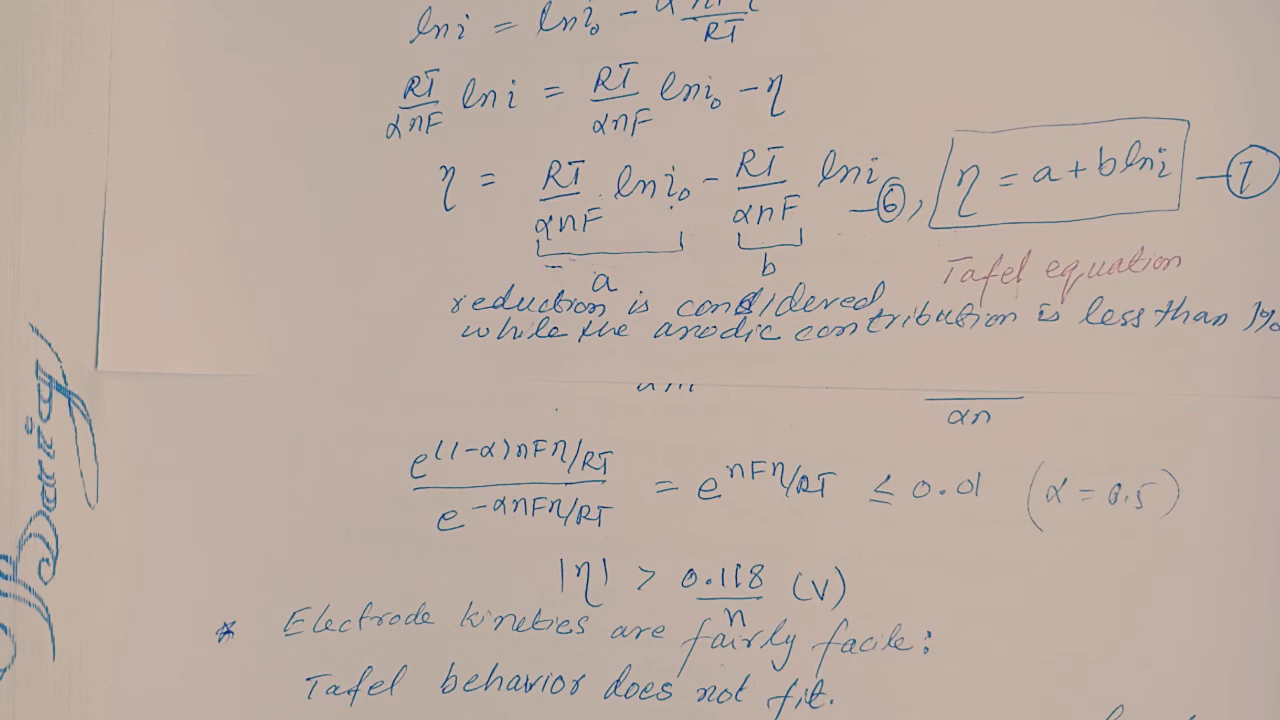 ln i = ln i₀ - αnF / RT
RT/αnF ln i = RT/αnF ln i₀ - η
η = RT/αnF ln i₀ - RT/αnF ln i —⑥, η = a + b ln i —⑦
a b Tafel equation
reduction is considered
while the anodic contribution is less than 1%
αn
e^((1-α)nFη/RT) / e^(-αnFη/RT) = e^(nFη/RT) ≤ 0.01 (α = 0.5)
|η| > 0.118/n (V)
* Electrode kinetics are fairly facile:
Tafel behavior does not fit.